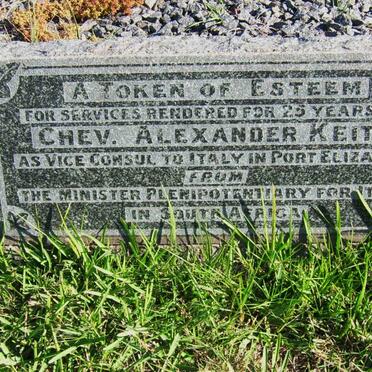 A Token of Esteem
for services rendered for 25 years
Chev. Alexander Keit
as Vice Consul to Italy in Port Eliza
from
the Minister Plenipotentiary for It
in South Africa